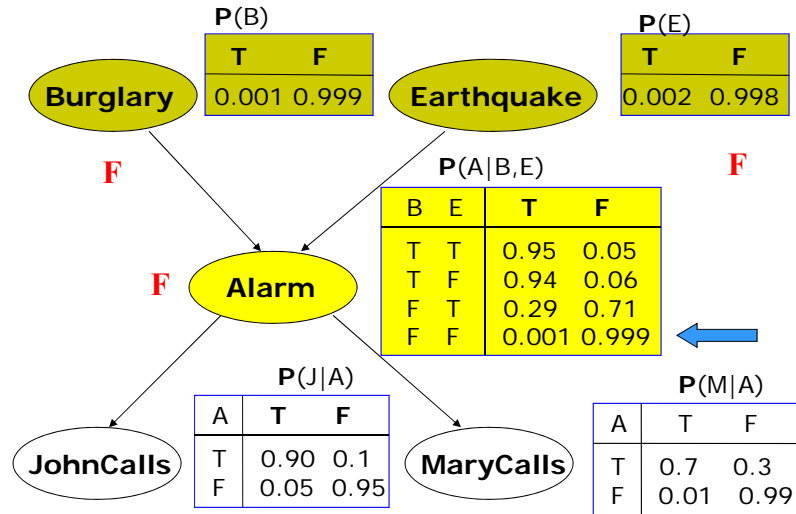 P(B)
T F
0.001 0.999
Burglary
P(E)
T F
0.002 0.998
Earthquake
F
F
P(A|B,E)
B E T F
T T 0.95 0.05
T F 0.94 0.06
F T 0.29 0.71
F F 0.001 0.999
F
Alarm
P(J|A)
A T F
T 0.90 0.1
F 0.05 0.95
JohnCalls
MaryCalls
P(M|A)
A T F
T 0.7 0.3
F 0.01 0.99